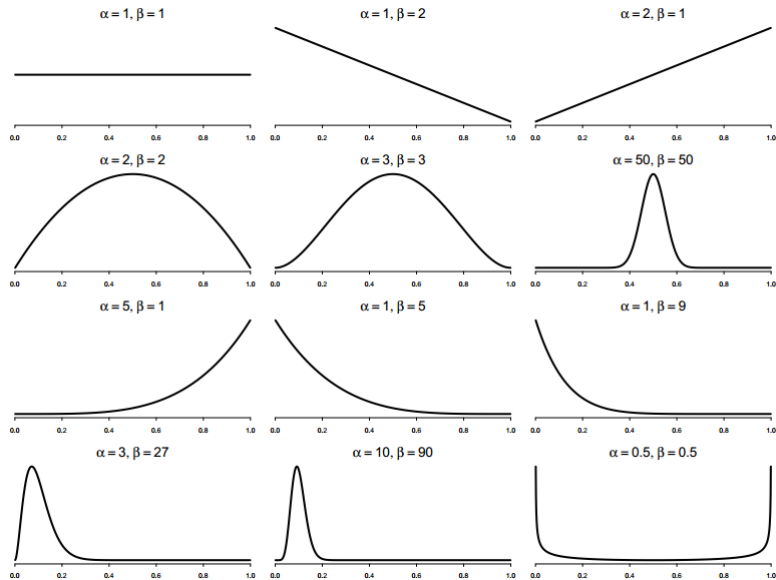 α = 1, β = 1
α = 1, β = 2
α = 2, β = 1
0.0 0.2 0.4 0.6 0.8 1.0
0.0 0.2 0.4 0.6 0.8 1.0
0.0 0.2 0.4 0.6 0.8 1.0
α = 2, β = 2
α = 3, β = 3
α = 50, β = 50
0.0 0.2 0.4 0.6 0.8 1.0
0.0 0.2 0.4 0.6 0.8 1.0
0.0 0.2 0.4 0.6 0.8 1.0
α = 5, β = 1
α = 1, β = 5
α = 1, β = 9
0.0 0.2 0.4 0.6 0.8 1.0
0.0 0.2 0.4 0.6 0.8 1.0
0.0 0.2 0.4 0.6 0.8 1.0
α = 3, β = 27
α = 10, β = 90
α = 0.5, β = 0.5
0.0 0.2 0.4 0.6 0.8 1.0
0.0 0.2 0.4 0.6 0.8 1.0
0.0 0.2 0.4 0.6 0.8 1.0